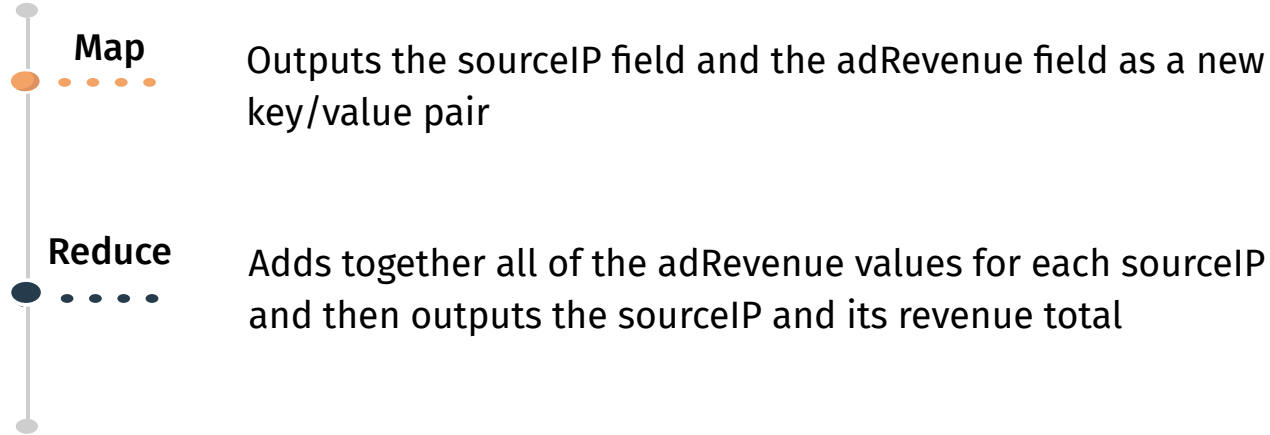 Map
Outputs the sourceIP field and the adRevenue field as a new
key/value pair
Reduce
Adds together all of the adRevenue values for each sourceIP
and then outputs the sourceIP and its revenue total